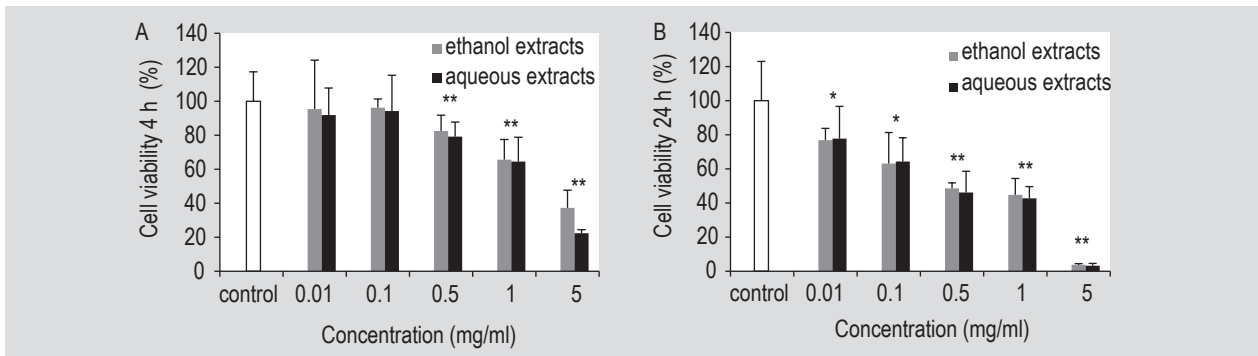 A
Cell viability 4 h (%)
140
120
100
80
60
40
20
0
ethanol extracts
aqueous extracts
**
**
**
control 0.01 0.1 0.5 1 5
Concentration (mg/ml)
B
Cell viability 24 h (%)
140
120
100
80
60
40
20
0
ethanol extracts
aqueous extracts
*
*
**
**
**
control 0.01 0.1 0.5 1 5
Concentration (mg/ml)